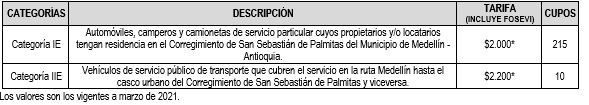 CATEGORÍAS DESCRIPCIÓN TARIFA (INCLUYE FOSEVI) CUPOS
Categoría IE
Automóviles, camperos y camionetas de servicio particular cuyos propietarios y/o locatarios
tengan residencia en el Corregimiento de San Sebastián de Palmitas del Municipio de Medellín -
Antioquia.
$2.000* 215
Categoría IIE
Vehículos de servicio público de transporte que cubren el servicio en la ruta Medellín hasta el
casco urbano del Corregimiento de San Sebastián de Palmitas y viceversa.
$2.200* 10
Los valores son los vigentes a marzo de 2021.